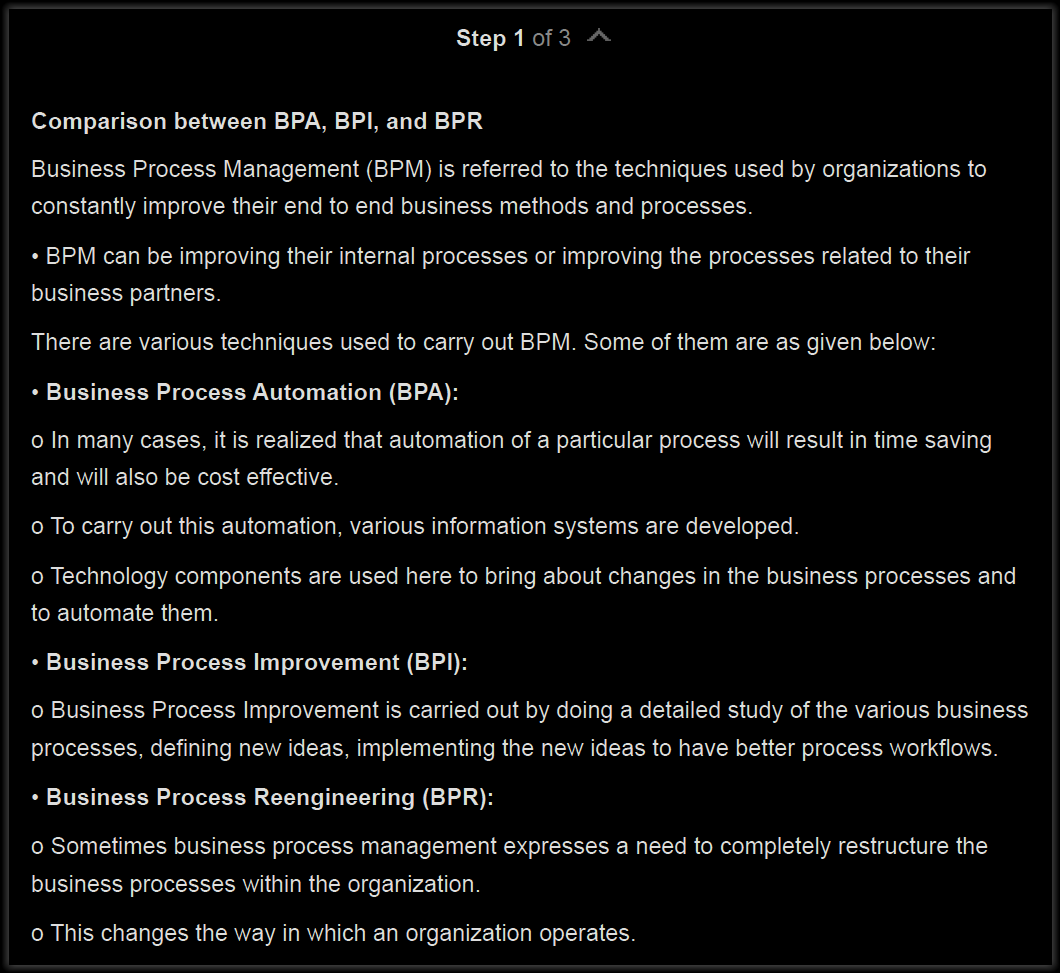 Step 1 of 3
Comparison between BPA, BPI, and BPR
Business Process Management (BPM) is referred to the techniques used by organizations to
constantly improve their end to end business methods and processes.
• BPM can be improving their internal processes or improving the processes related to their
business partners.
There are various techniques used to carry out BPM. Some of them are as given below:
• Business Process Automation (BPA):
o In many cases, it is realized that automation of a particular process will result in time saving
and will also be cost effective.
o To carry out this automation, various information systems are developed.
o Technology components are used here to bring about changes in the business processes and
to automate them.
• Business Process Improvement (BPI):
o Business Process Improvement is carried out by doing a detailed study of the various business
processes, defining new ideas, implementing the new ideas to have better process workflows.
• Business Process Reengineering (BPR):
o Sometimes business process management expresses a need to completely restructure the
business processes within the organization.
o This changes the way in which an organization operates.